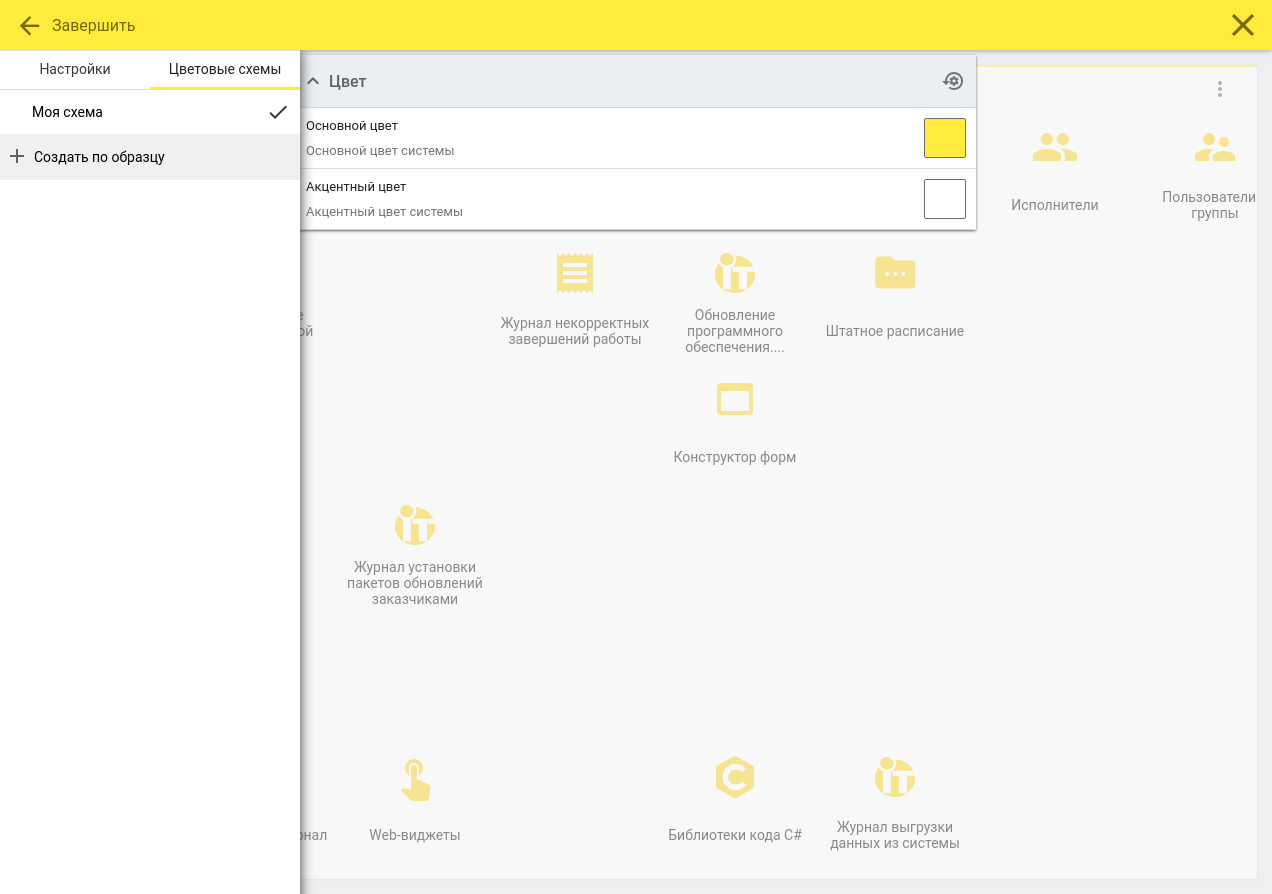 Завершить
Настройки
Цветовые схемы
Моя схема
Создать по образцу
Цвет
Основной цвет
Основной цвет системы
Акцентный цвет
Акцентный цвет системы
Исполнители
Пользователи
группы
Журнал некорректных
завершений работы
Обновление
программного
обеспечения....
Штатное расписание
Конструктор форм
Журнал установки
пакетов обновлений
заказчиками
Web-виджеты
Библиотеки кода C#
Журнал выгрузки
данных из системы